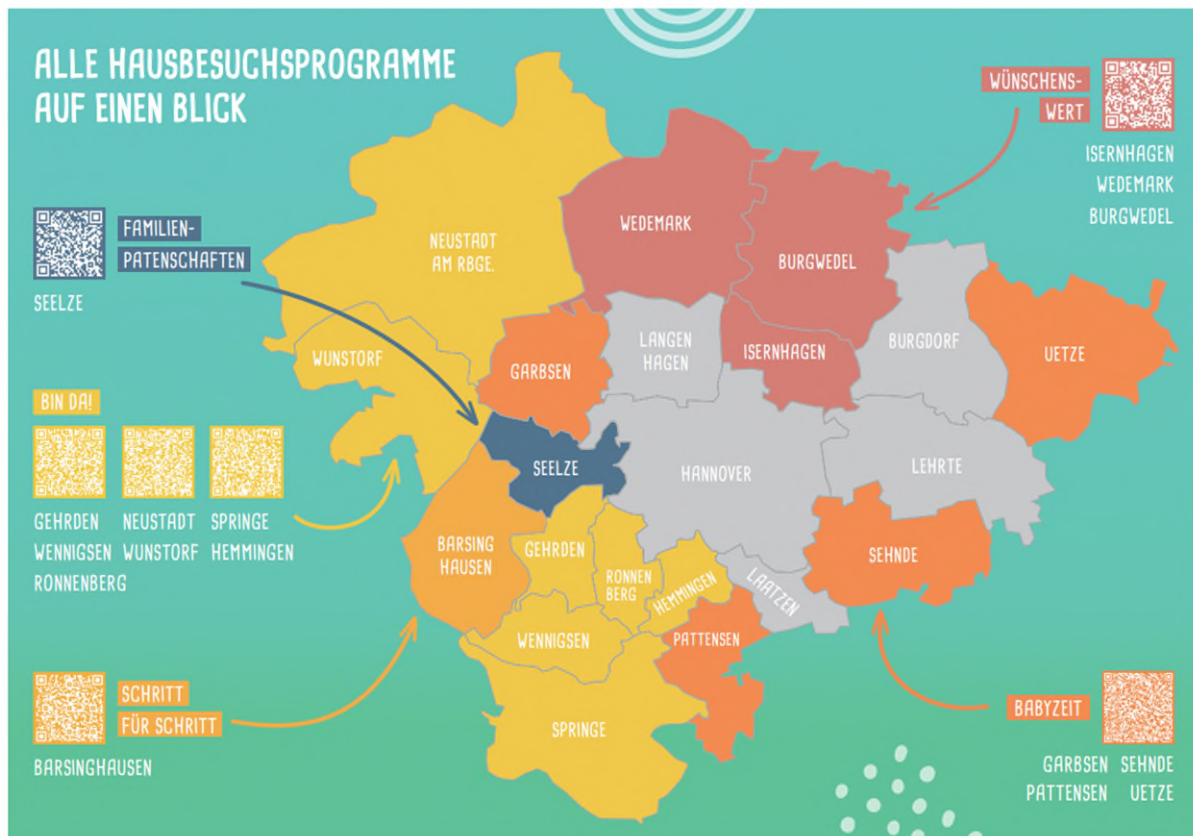 ALLE HAUSBESUCHSPROGRAMME
AUF EINEN BLICK
WÜNSCHENS-
WERT
ISERNHAGEN
WEDEMARK
BURGWEDEL
FAMILIEN-
PATENSCHAFTEN
SEELZE
BIN DA!
GEHRDEN
WENNIGSEN
RONNENBERG
NEUSTADT
WUNSTORF
SPRINGE
HEMMINGEN
SCHRITT
FÜR SCHRITT
BARSINGHAUSEN
BABYZEIT
GARBSEN SEHNDE
PATTENSEN UETZE
NEUSTADT
AM RBGE.
WEDEMARK
BURGWEDEL
WUNSTORF
GARBSEN
LANGEN
HAGEN
ISERNHAGEN
BURGDORF
UETZE
SEELZE
HANNOVER
LEHRTE
BARSING
HAUSEN
GEHRDEN
RONNEN
BERG
HEMMINGEN
LAATZEN
SEHNDE
WENNIGSEN
PATTENSEN
SPRINGE